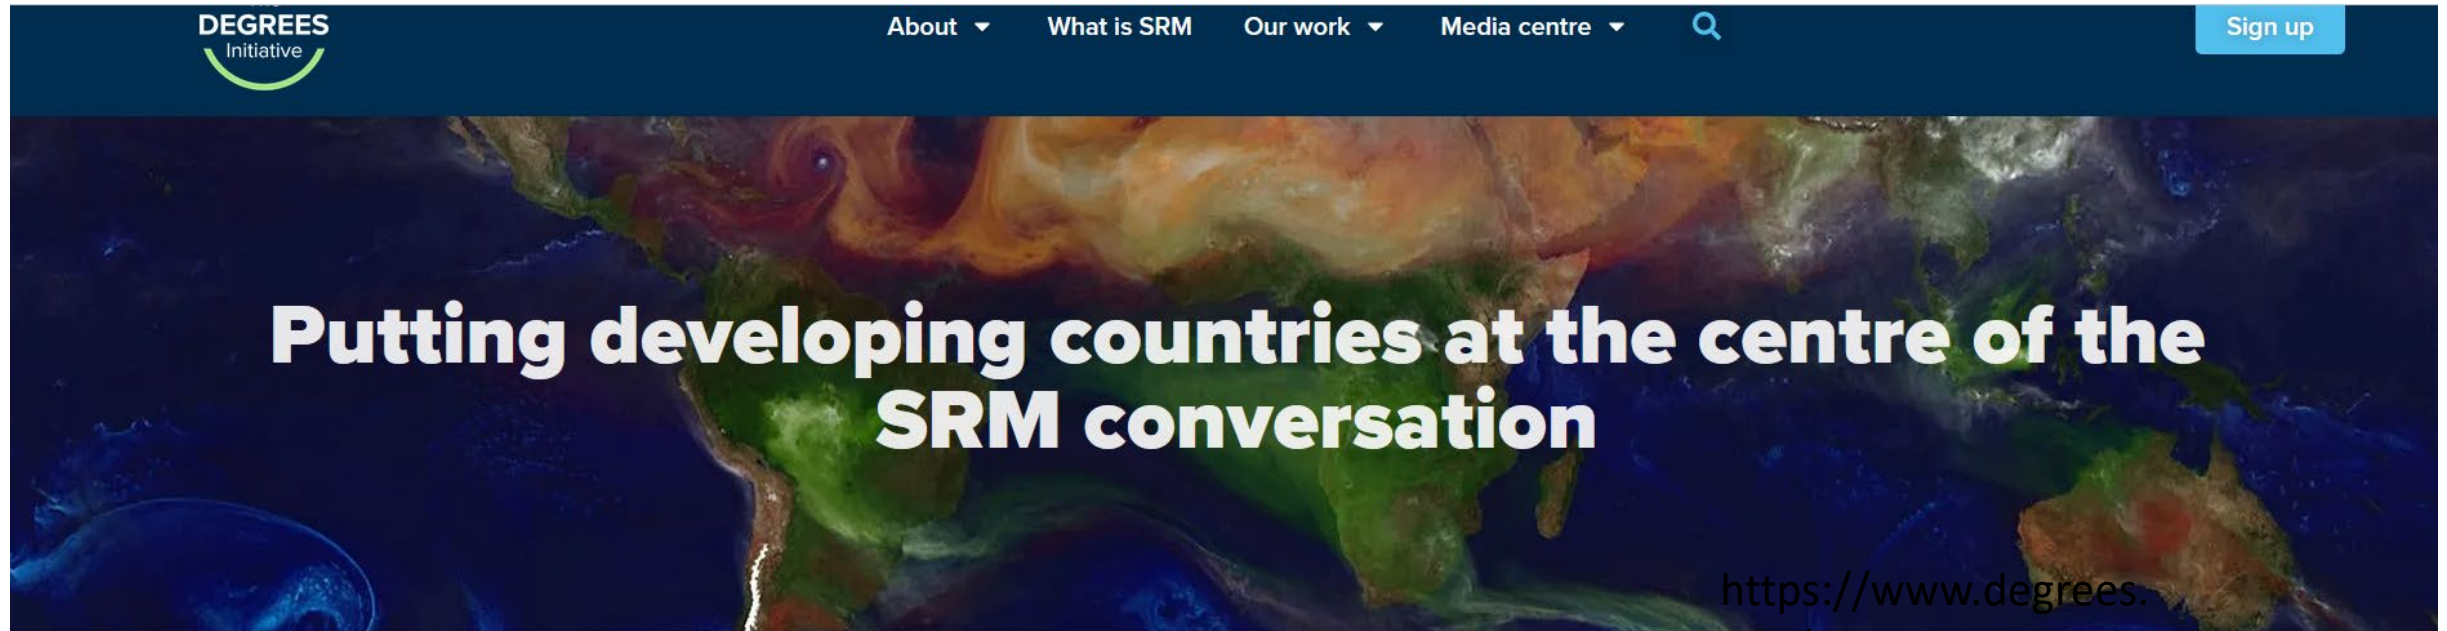 DEGREES
Initiative
About
What is SRM
Our work
Media centre
Sign up
Putting developing countries at the centre of the
SRM conversation
https://www.degrees.